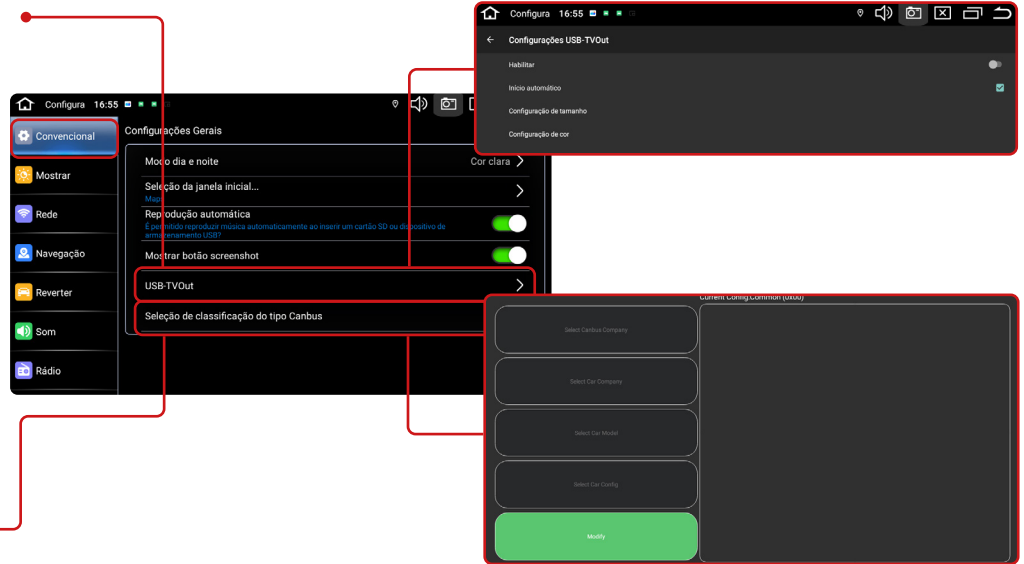 Configura 16:55
Configurações USB-TVOut
Habilitar
Início automático
Configuração de tamanho
Configuração de cor
Configura 16:55
Convencional
Mostrar
Rede
Navegação
Reverter
Som
Rádio
Configurações Gerais
Modo dia e noite Cor clara
Seleção da janela inicial...
Maps
Reprodução automática
É permitido reproduzir música automaticamente ao inserir um cartão SD ou dispositivo de
armazenamento USB?
Mostrar botão screenshot
USB-TVOut
Seleção de classificação do tipo Canbus
Current Config:Common (0x00)
Select Canbus Company
Select Car Company
Select Car Model
Select Car Config
Modify